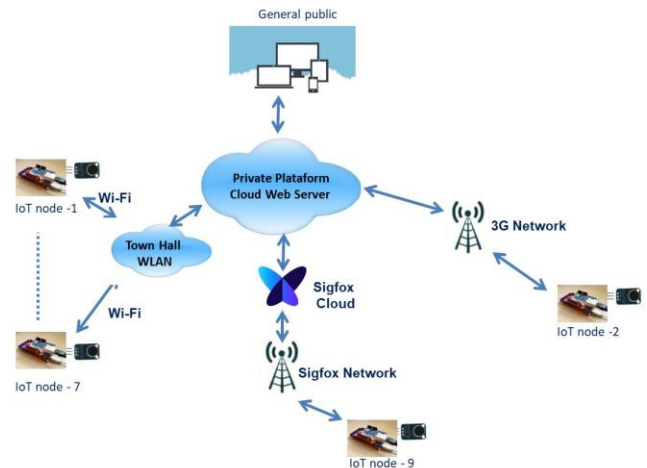 General public
Private Plataform
Cloud Web Server
IoT node -1
Wi-Fi
Town Hall
WLAN
3G Network
Sigfox
Cloud
Wi-Fi
IoT node -2
IoT node - 7
Sigfox Network
IoT node - 9